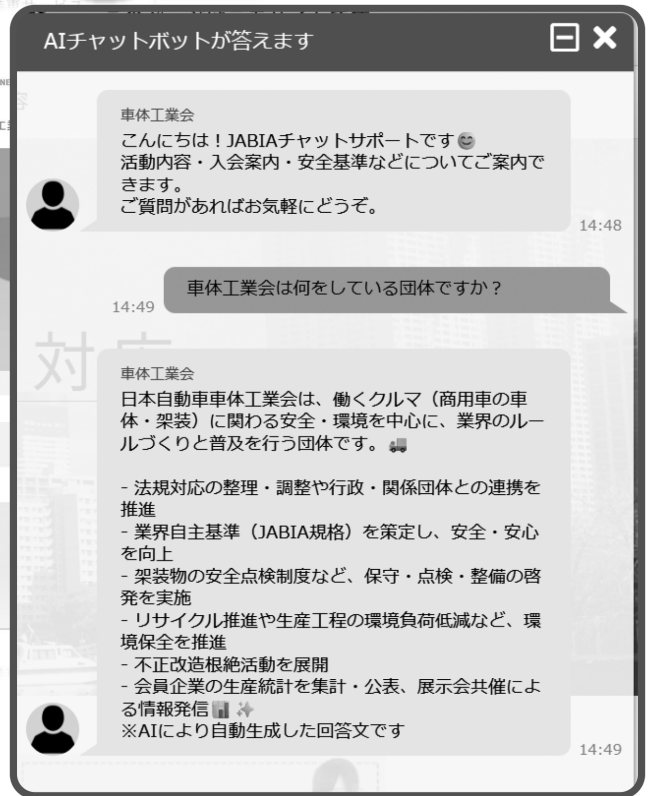 AIチャットボットが答えます
車体工業会
こんにちは！JABIAチャットサポートです😊
活動内容・入会案内・安全基準などについてご案内で
きます。
ご質問があればお気軽にどうぞ。
14:48
車体工業会は何をしている団体ですか？
14:49
対応
車体工業会
日本自動車車体工業会は、働くクルマ（商用車の車
体・架装）に関わる安全・環境を中心に、業界のルー
ルづくりと普及を行う団体です。🚛
- 法規対応の整理・調整や行政・関係団体との連携を
推進
- 業界自主基準（JABIA規格）を策定し、安全・安心
を向上
- 架装物の安全点検制度など、保守・点検・整備の啓
発を実施
- リサイクル推進や生産工程の環境負荷低減など、環
境保全を推進
- 不正改造根絶活動を展開
- 会員企業の生産統計を集計・公表、展示会共催によ
る情報発信📊✨
※AIにより自動生成した回答文です
14:49